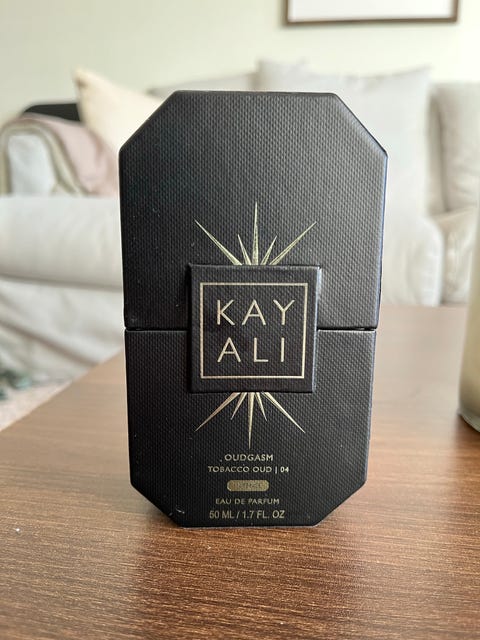 KAY
ALI
OUDGASM
TOBACCO OUD | 04
EAU DE PARFUM
50 ML / 1.7 FL. OZ